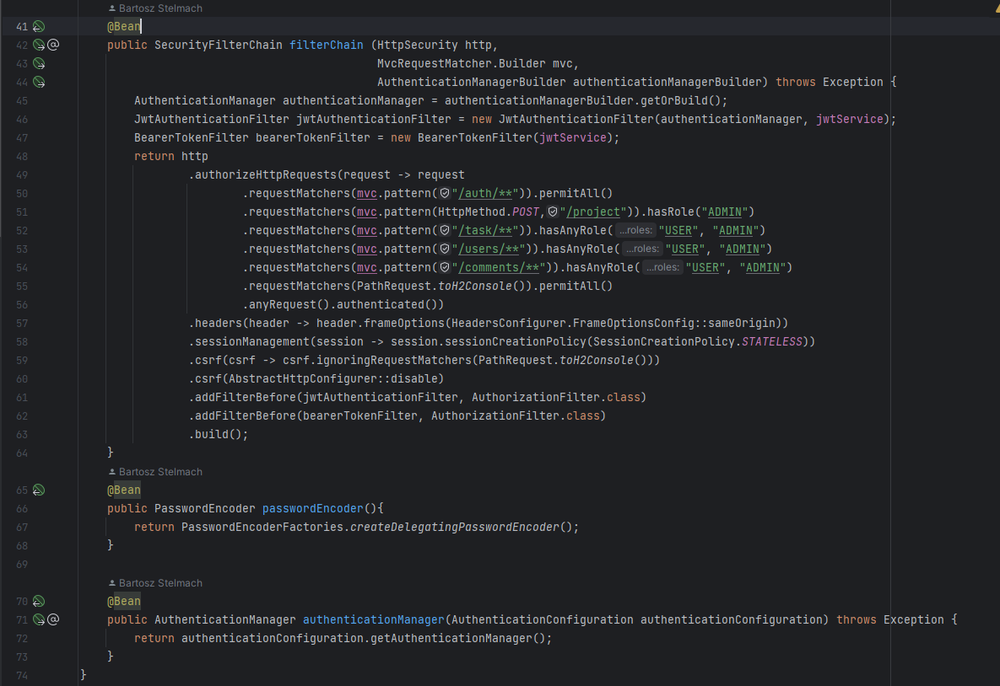 Bartosz Stelmach
41 @Bean
42 @ public SecurityFilterChain filterChain (HttpSecurity http,
43 MvcRequestMatcher.Builder mvc,
44 AuthenticationManagerBuilder authenticationManagerBuilder) throws Exception {
45 AuthenticationManager authenticationManager = authenticationManagerBuilder.getOrBuild();
46 JwtAuthenticationFilter jwtAuthenticationFilter = new JwtAuthenticationFilter(authenticationManager, jwtService);
47 BearerTokenFilter bearerTokenFilter = new BearerTokenFilter(jwtService);
48 return http
49 .authorizeHttpRequests(request -> request
50 .requestMatchers(mvc.pattern("/auth/**")).permitAll()
51 .requestMatchers(mvc.pattern(HttpMethod.POST,"/project")).hasRole("ADMIN")
52 .requestMatchers(mvc.pattern("/task/**")).hasAnyRole( ...roles: "USER", "ADMIN")
53 .requestMatchers(mvc.pattern("/users/**")).hasAnyRole( ...roles: "USER", "ADMIN")
54 .requestMatchers(mvc.pattern("/comments/**")).hasAnyRole( ...roles: "USER", "ADMIN")
55 .requestMatchers(PathRequest.toH2Console()).permitAll()
56 .anyRequest().authenticated())
57 .headers(header -> header.frameOptions(HeadersConfigurer.FrameOptionsConfig::sameOrigin))
58 .sessionManagement(session -> session.sessionCreationPolicy(SessionCreationPolicy.STATELESS))
59 .csrf(csrf -> csrf.ignoringRequestMatchers(PathRequest.toH2Console()))
60 .csrf(AbstractHttpConfigurer::disable)
61 .addFilterBefore(jwtAuthenticationFilter, AuthorizationFilter.class)
62 .addFilterBefore(bearerTokenFilter, AuthorizationFilter.class)
63 .build();
64 }
Bartosz Stelmach
65 @Bean
66 public PasswordEncoder passwordEncoder(){
67 return PasswordEncoderFactories.createDelegatingPasswordEncoder();
68 }
69
Bartosz Stelmach
70 @Bean
71 @ public AuthenticationManager authenticationManager(AuthenticationConfiguration authenticationConfiguration) throws Exception {
72 return authenticationConfiguration.getAuthenticationManager();
73 }
74 }